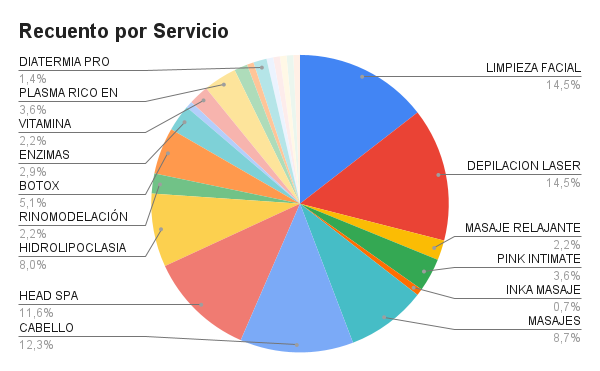 Recuento por Servicio
DIATERMIA PRO
1,4%
PLASMA RICO EN
3,6%
VITAMINA
2,2%
ENZIMAS
2,9%
BOTOX
5,1%
RINOMODELACIÓN
2,2%
HIDROLIPOCLASIA
8,0%
HEAD SPA
11,6%
CABELLO
12,3%
LIMPIEZA FACIAL
14,5%
DEPILACION LASER
14,5%
MASAJE RELAJANTE
2,2%
PINK INTIMATE
3,6%
INKA MASAJE
0,7%
MASAJES
8,7%